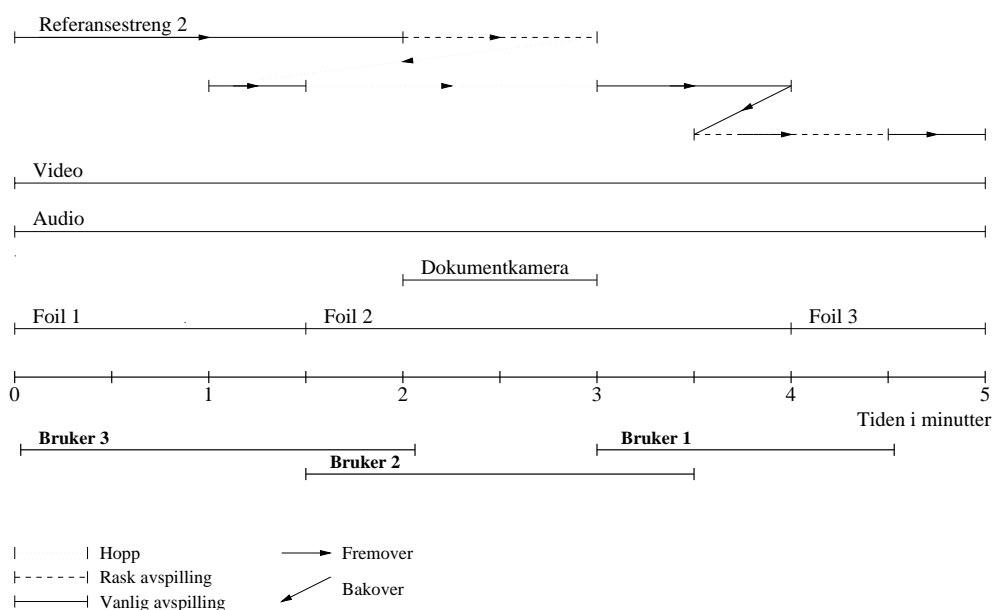 Referansestreng 2
Video
Audio
Dokumentkamera
Foil 1 Foil 2 Foil 3
0 1 2 3 4 5
Tiden i minutter
Bruker 3 Bruker 1
Bruker 2
Hopp Fremover
Rask avspilling
Bakover
Vanlig avspilling